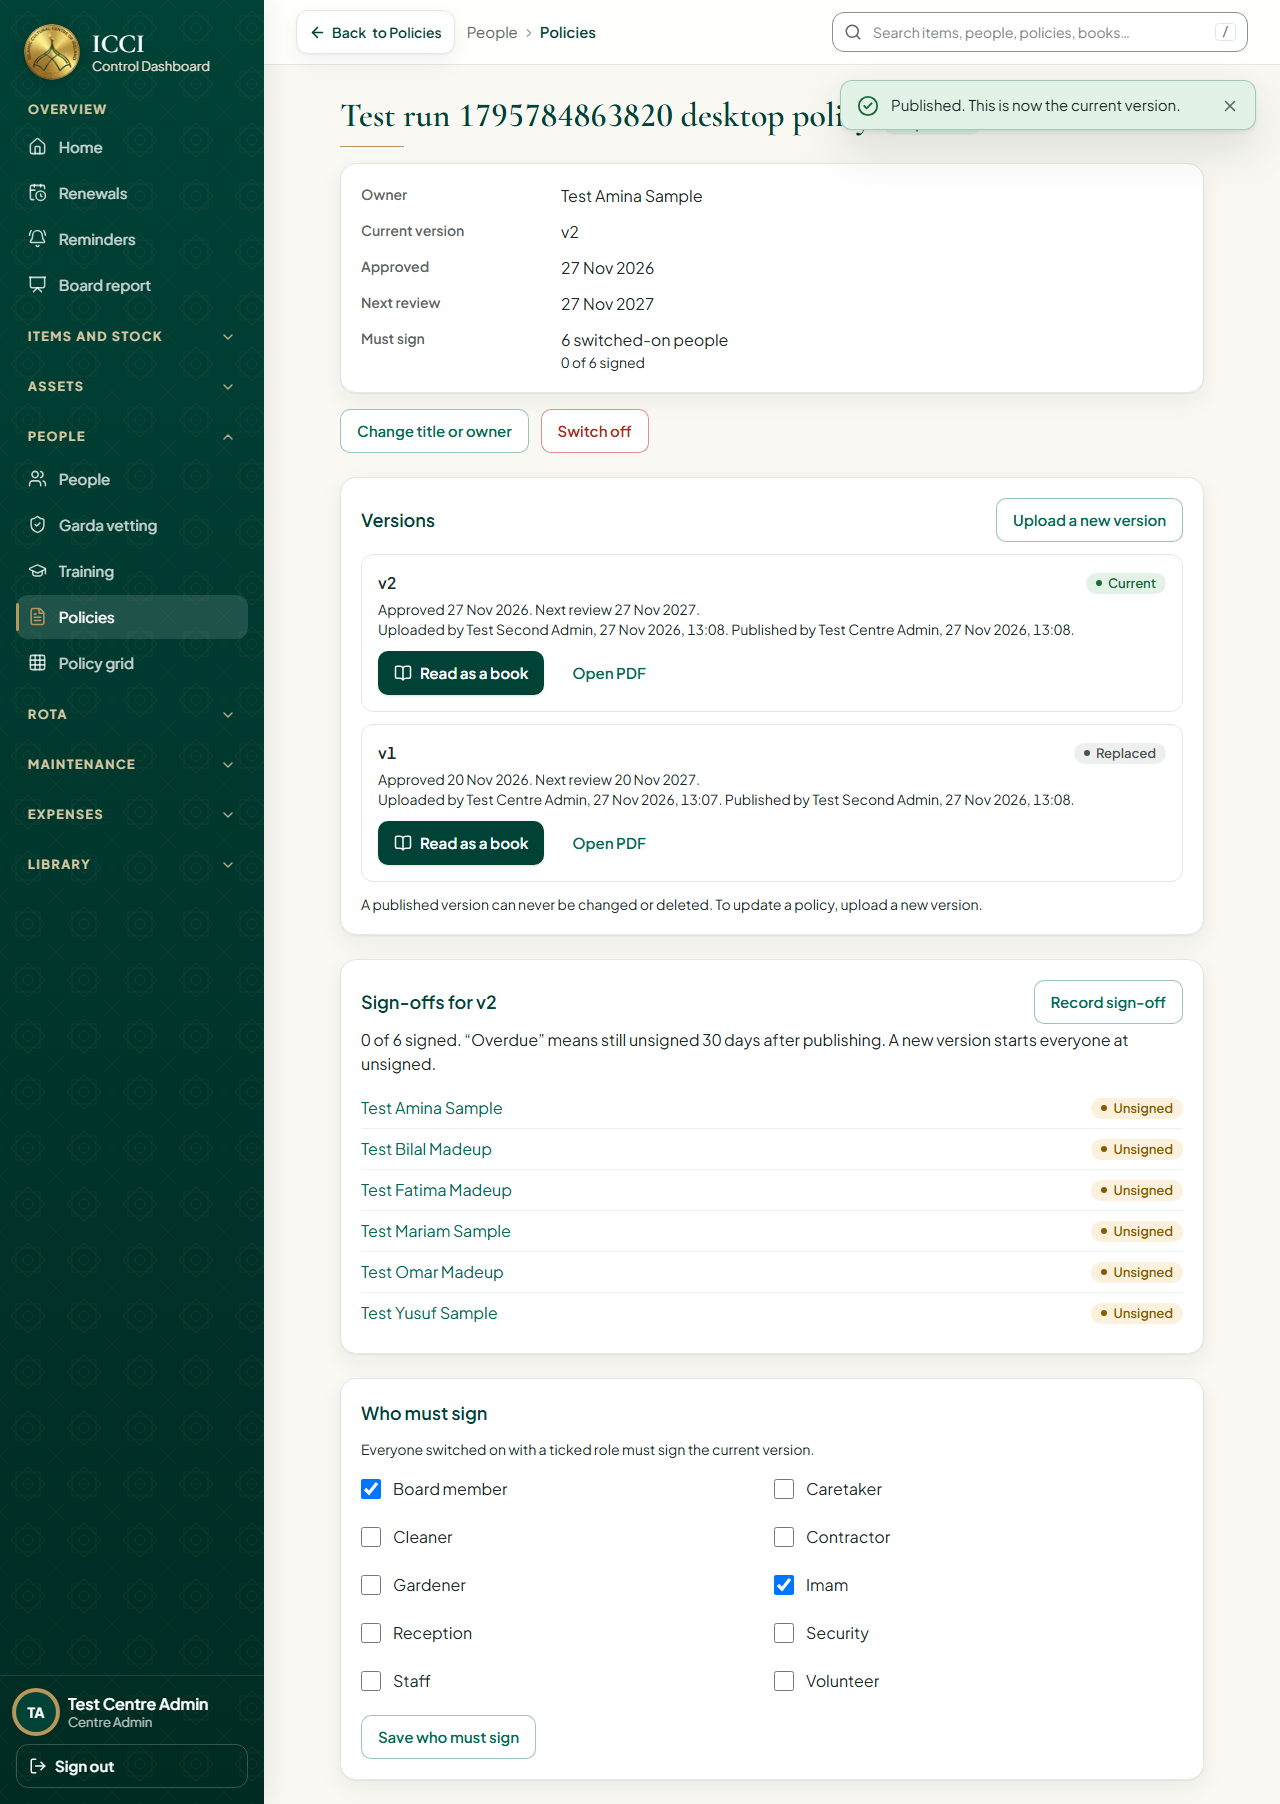 ICCI
Control Dashboard
OVERVIEW
Home
Renewals
Reminders
Board report
ITEMS AND STOCK
ASSETS
PEOPLE
People
Garda vetting
Training
Policies
Policy grid
ROTA
MAINTENANCE
EXPENSES
LIBRARY
TA
Test Centre Admin
Centre Admin
Sign out
Back to Policies
People › Policies
Search items, people, policies, books…
/
Published. This is now the current version.
Test run 1795784863820 desktop policy
Owner
Test Amina Sample
Current version
v2
Approved
27 Nov 2026
Next review
27 Nov 2027
Must sign
6 switched-on people
0 of 6 signed
Change title or owner
Switch off
Versions
Upload a new version
v2
Current
Approved 27 Nov 2026. Next review 27 Nov 2027.
Uploaded by Test Second Admin, 27 Nov 2026, 13:08. Published by Test Centre Admin, 27 Nov 2026, 13:08.
Read as a book
Open PDF
v1
Replaced
Approved 20 Nov 2026. Next review 20 Nov 2027.
Uploaded by Test Centre Admin, 27 Nov 2026, 13:07. Published by Test Second Admin, 27 Nov 2026, 13:08.
Read as a book
Open PDF
A published version can never be changed or deleted. To update a policy, upload a new version.
Sign-offs for v2
Record sign-off
0 of 6 signed. “Overdue” means still unsigned 30 days after publishing. A new version starts everyone at
unsigned.
Test Amina Sample
Unsigned
Test Bilal Madeup
Unsigned
Test Fatima Madeup
Unsigned
Test Mariam Sample
Unsigned
Test Omar Madeup
Unsigned
Test Yusuf Sample
Unsigned
Who must sign
Everyone switched on with a ticked role must sign the current version.
Board member
Caretaker
Cleaner
Contractor
Gardener
Imam
Reception
Security
Staff
Volunteer
Save who must sign